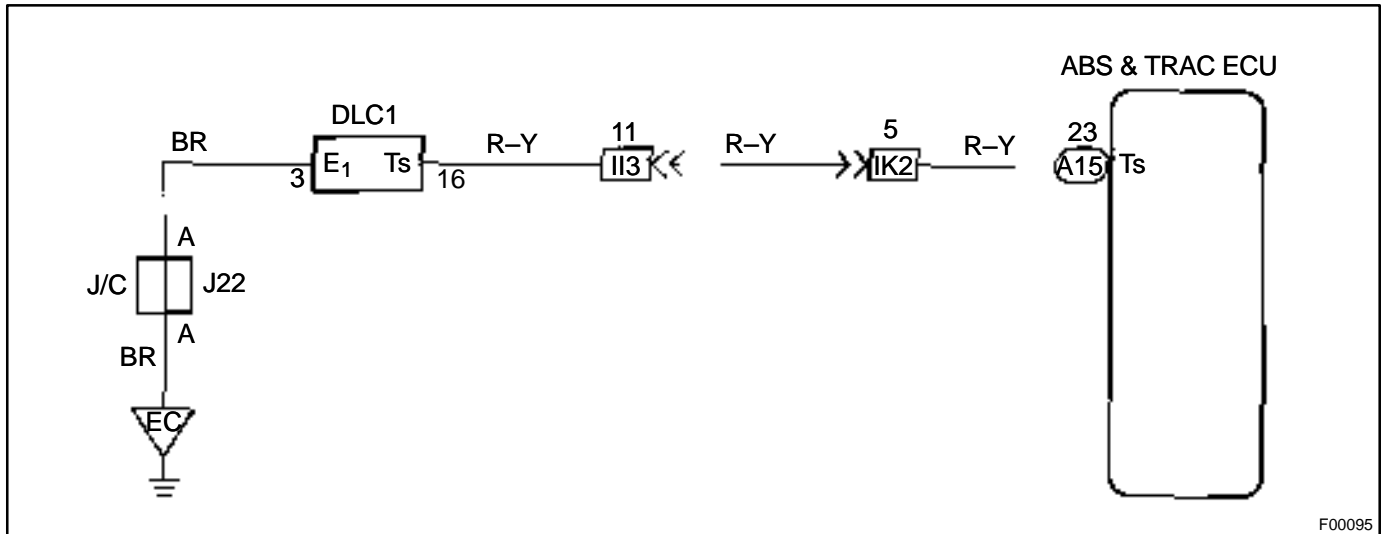 ABS & TRAC ECU
DLC1
BR
E1 Ts
3
16
R–Y
11
II3
R–Y
5
IK2
R–Y
23
A15
Ts
A
J/C
J22
A
BR
EC
F00095